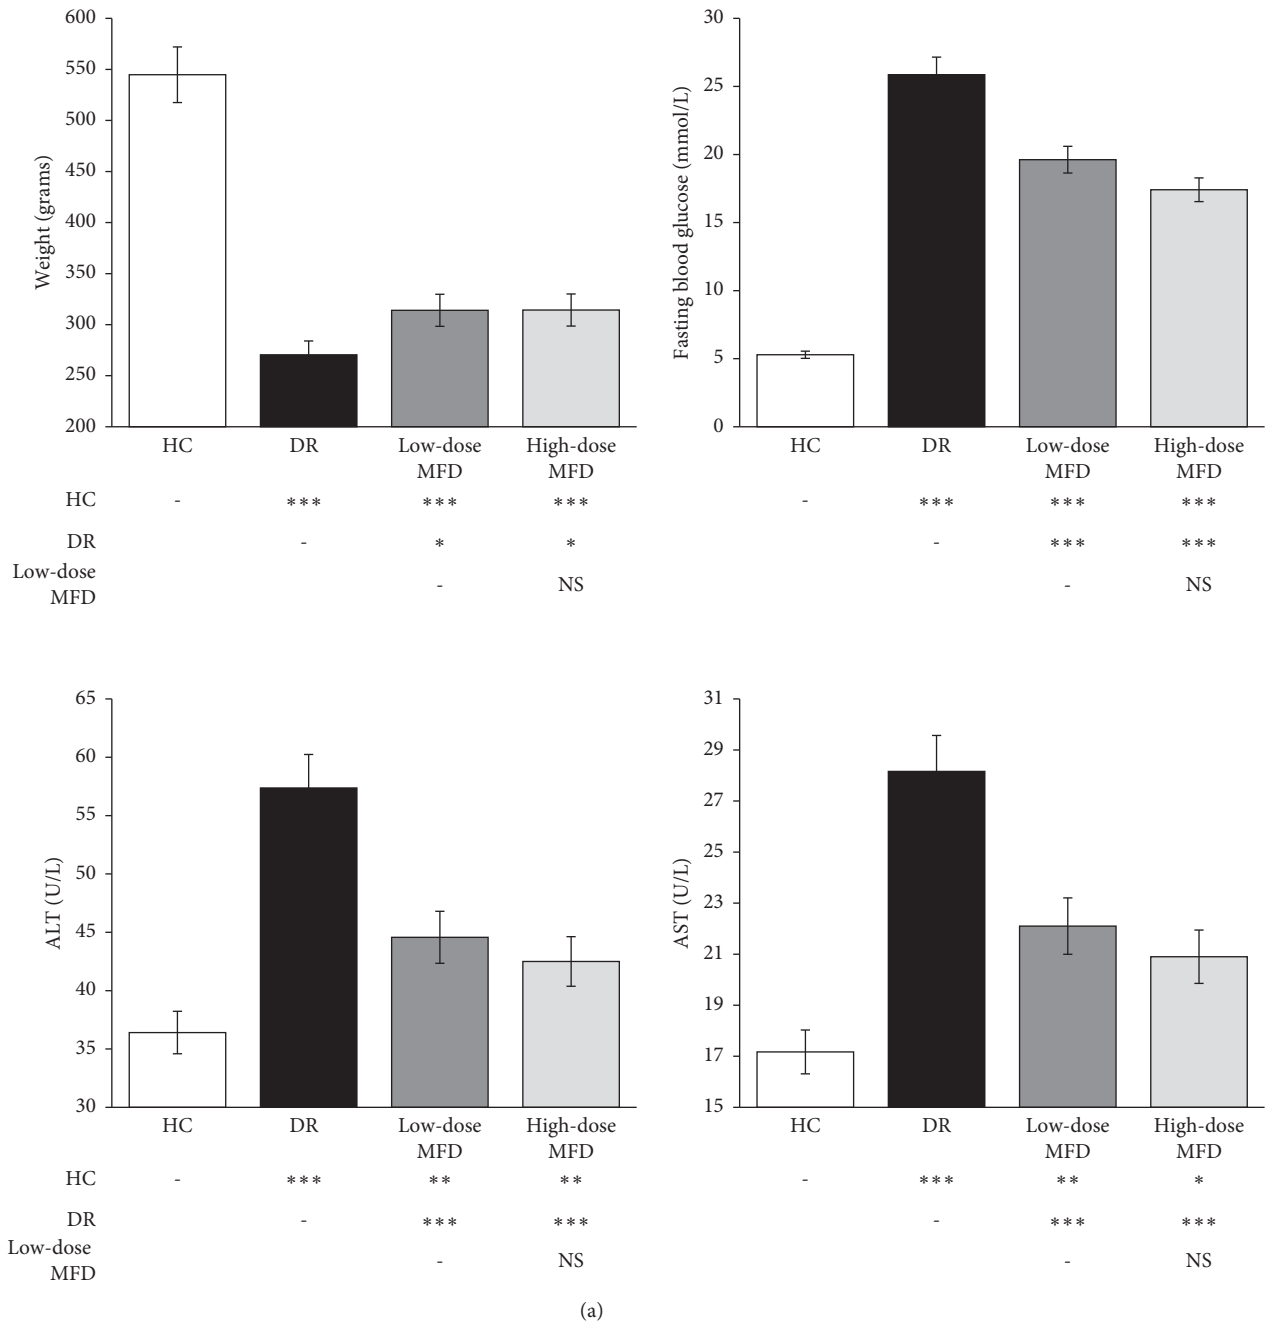 600
550
500
450
400
350
300
250
200
Weight (grams)
HC DR Low-dose MFD High-dose MFD
HC - *** *** ***
DR - * *
Low-dose MFD - NS
30
25
20
15
10
5
0
Fasting blood glucose (mmol/L)
HC DR Low-dose MFD High-dose MFD
- *** *** ***
- *** ***
- NS
65
60
55
50
45
40
35
30
ALT (U/L)
HC DR Low-dose MFD High-dose MFD
HC - *** ** **
DR - *** ***
Low-dose MFD - NS
31
29
27
25
23
21
19
17
15
AST (U/L)
HC DR Low-dose MFD High-dose MFD
- *** ** *
- *** ***
- NS
(a)